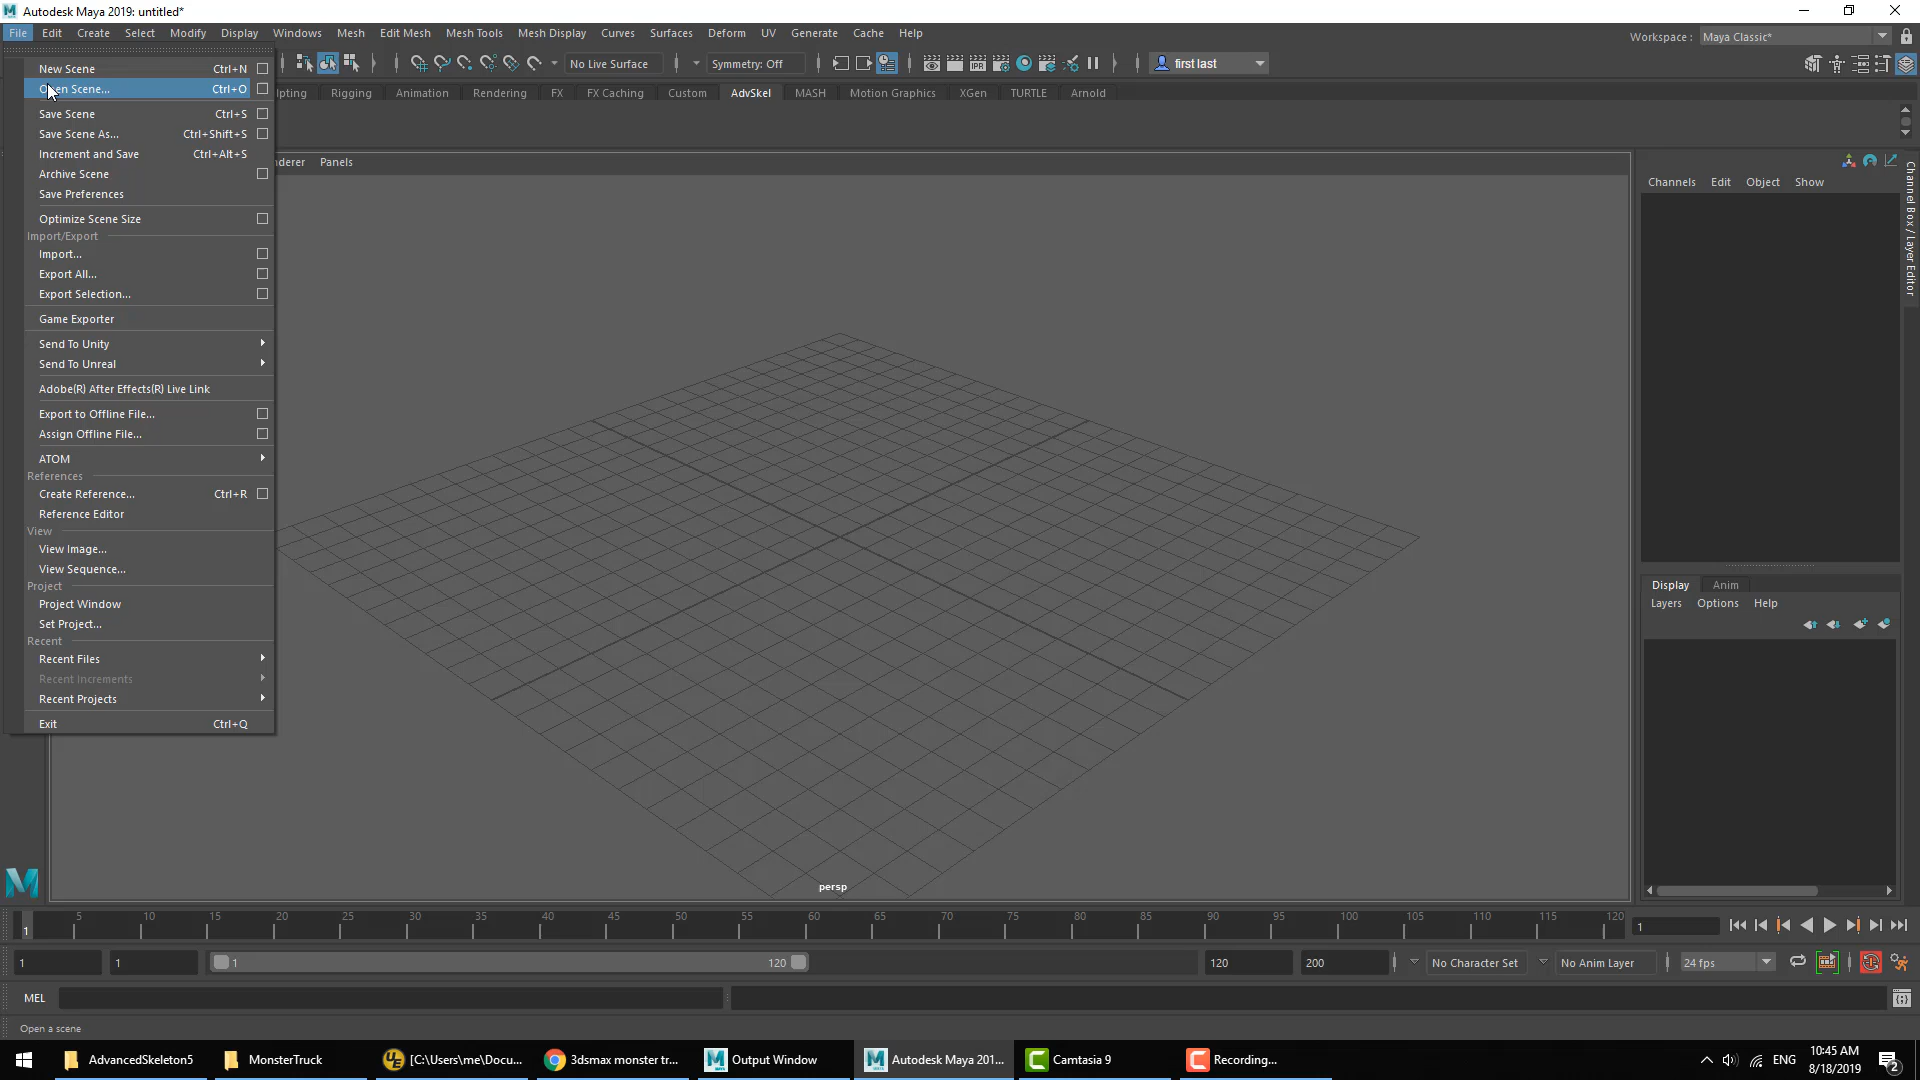 Autodesk Maya 2019: untitled*
File Edit Create Select Modify Display Windows Mesh Edit Mesh Mesh Tools Mesh Display Curves Surfaces Deform UV Generate Cache Help
Workspace : Maya Classic*
No Live Surface Symmetry: Off first last
Rigging Animation Rendering FX FX Caching Custom AdvSkel MASH Motion Graphics XGen TURTLE Arnold
Panels
New Scene Ctrl+N
Open Scene... Ctrl+O
Save Scene Ctrl+S
Save Scene As... Ctrl+Shift+S
Increment and Save Ctrl+Alt+S
Archive Scene
Save Preferences
Optimize Scene Size
Import/Export
Import...
Export All...
Export Selection...
Game Exporter
Send To Unity
Send To Unreal
Adobe(R) After Effects(R) Live Link
Export to Offline File...
Assign Offline File...
ATOM
References
Create Reference... Ctrl+R
Reference Editor
View
View Image...
View Sequence...
Project
Project Window
Set Project...
Recent
Recent Files
Recent Increments
Recent Projects
Exit Ctrl+Q
persp
Channels Edit Object Show
Channel Box / Layer Editor
Display Anim
Layers Options Help
5 10 15 20 25 30 35 40 45 50 55 60 65 70 75 80 85 90 95 100 105 110 115 120
1 1
1 1 1 120 120 200 No Character Set No Anim Layer 24 fps
MEL
Open a scene
AdvancedSkeleton5 MonsterTruck [C:\Users\me\Docu... 3dsmax monster tr... Output Window Autodesk Maya 201... Camtasia 9 Recording... ENG
10:45 AM
8/18/2019
2